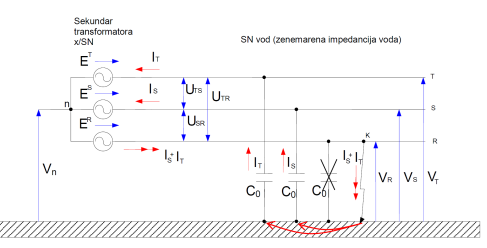 Sekundar
transformatora
x/SN
SN vod (zenemarena impedancija voda)
E^T
I_T
T
E^S
I_S
U_TS
U_TR
n
S
E^R
U_SR
K
R
I_S+I_T
I_T
I_S
I_S+I_T
V_n
C_0
C_0
C_0
V_R
V_S
V_T